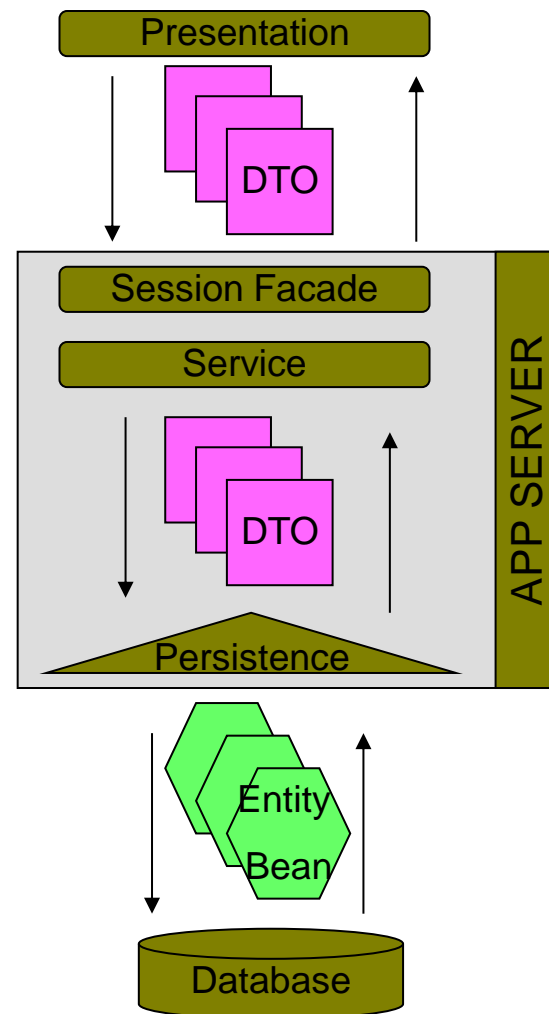 Presentation
DTO
Session Facade
Service
DTO
Persistence
APP SERVER
Entity
Bean
Database